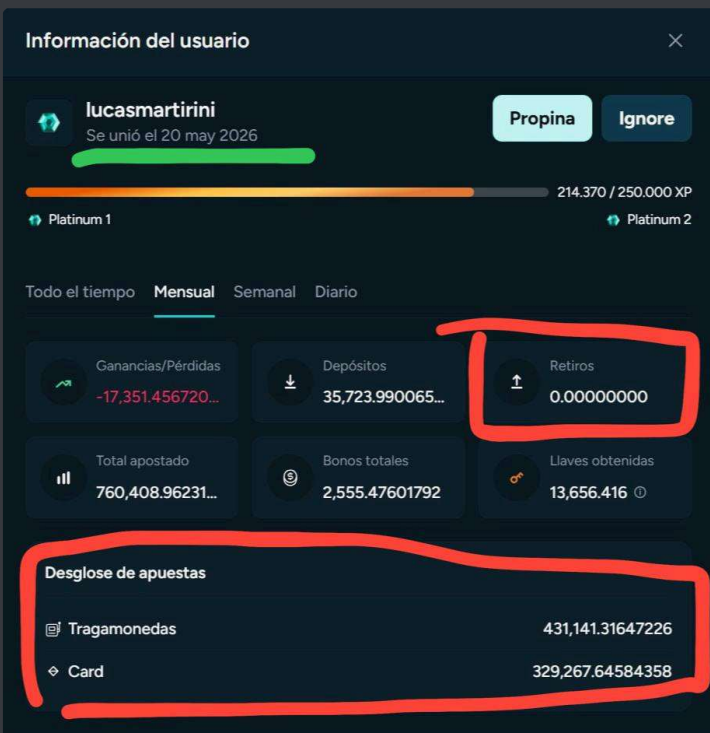 Información del usuario
lucasmartirini
Se unió el 20 may 2026
Propina
Ignore
214.370 / 250.000 XP
Platinum 1
Platinum 2
Todo el tiempo Mensual Semanal Diario
Ganancias/Pérdidas
-17,351.456720...
Depósitos
35,723.990065...
Retiros
0.00000000
Total apostado
760,408.96231...
Bonos totales
2,555.47601792
Llaves obtenidas
13,656.416
Desglose de apuestas
Tragamonedas 431,141.31647226
Card 329,267.64584358